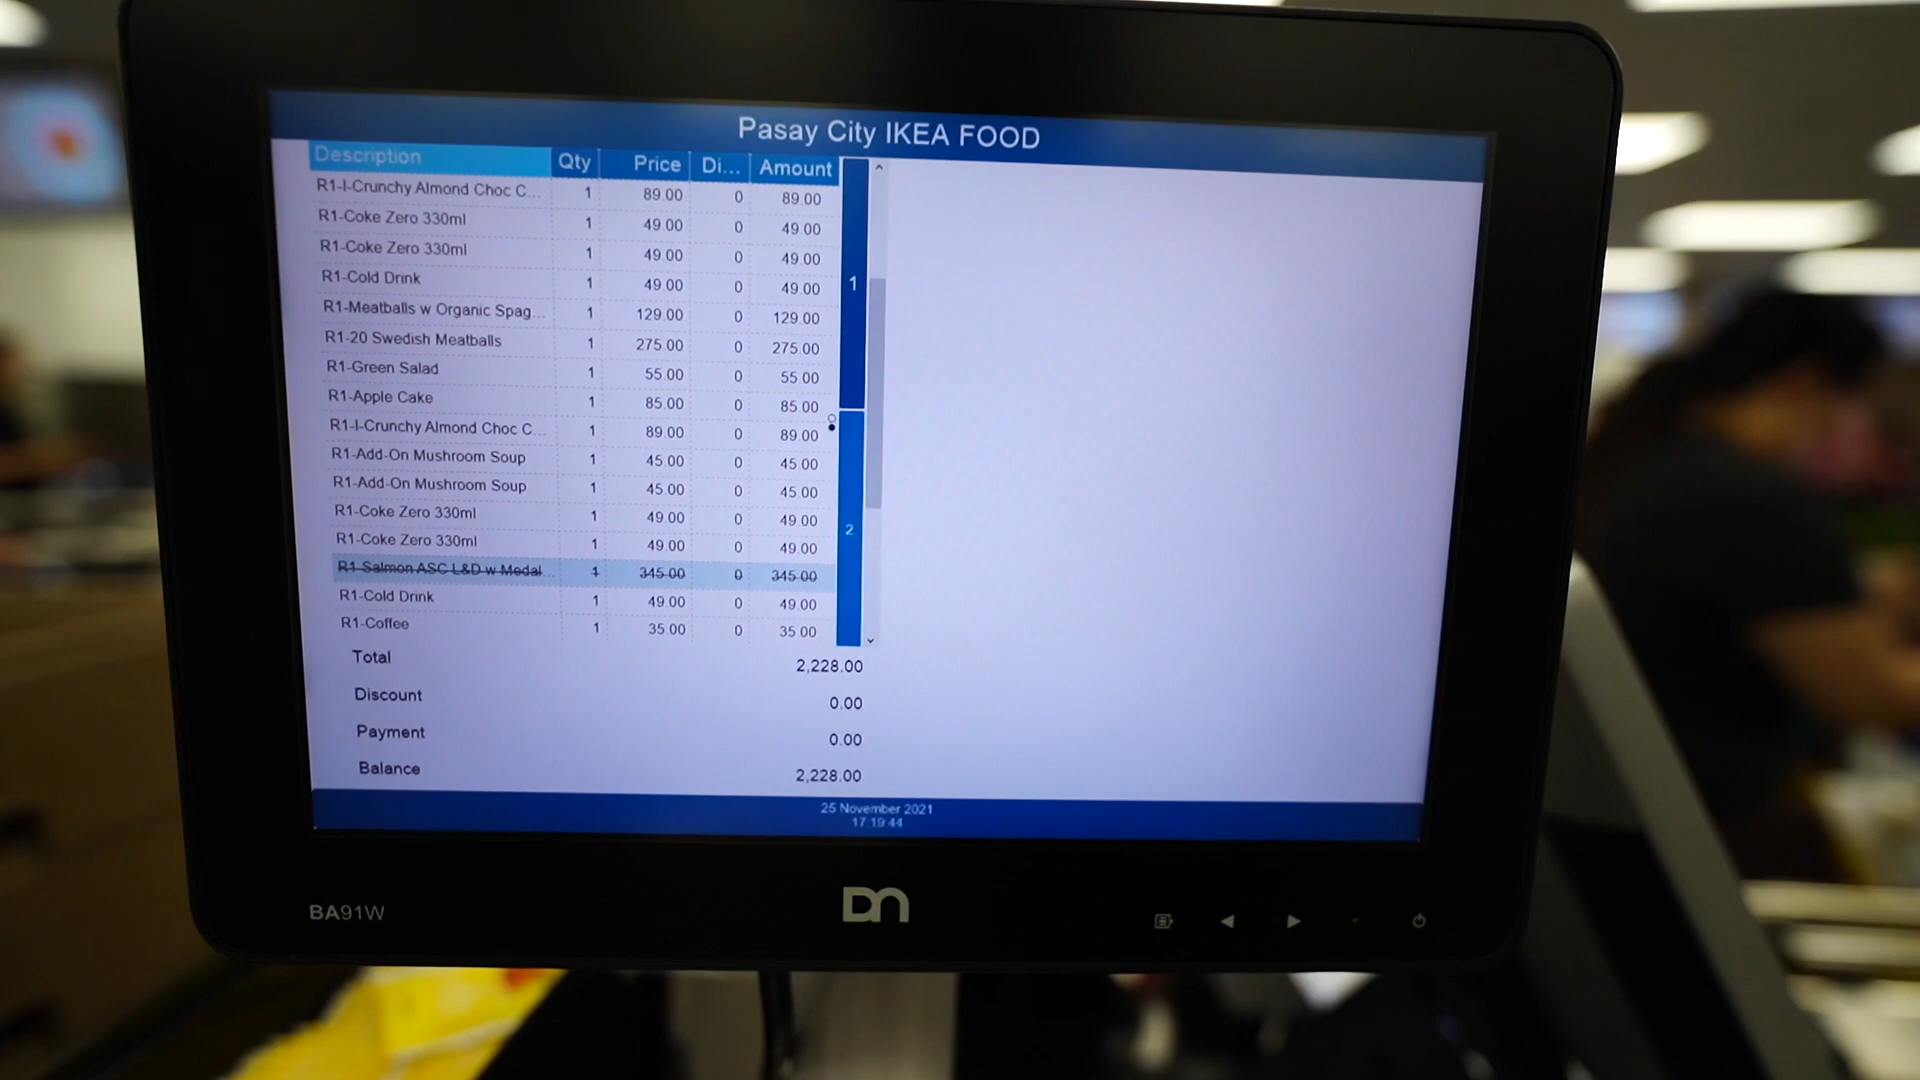 Pasay City IKEA FOOD
Description Qty Price Di... Amount
R1-I-Crunchy Almond Choc C... 1 89.00 0 89.00
R1-Coke Zero 330ml 1 49.00 0 49.00
R1-Coke Zero 330ml 1 49.00 0 49.00
R1-Cold Drink 1 49.00 0 49.00
R1-Meatballs w Organic Spag... 1 129.00 0 129.00
R1-20 Swedish Meatballs 1 275.00 0 275.00
R1-Green Salad 1 55.00 0 55.00
R1-Apple Cake 1 85.00 0 85.00
R1-I-Crunchy Almond Choc C... 1 89.00 0 89.00
R1-Add-On Mushroom Soup 1 45.00 0 45.00
R1-Add-On Mushroom Soup 1 45.00 0 45.00
R1-Coke Zero 330ml 1 49.00 0 49.00
R1-Coke Zero 330ml 1 49.00 0 49.00
R1-Salmon ASC L&D w Medal... 1 345.00 0 345.00
R1-Cold Drink 1 49.00 0 49.00
R1-Coffee 1 35.00 0 35.00
1
2
Total 2,228.00
Discount 0.00
Payment 0.00
Balance 2,228.00
25 November 2021
17:19:44
BA91W
DN